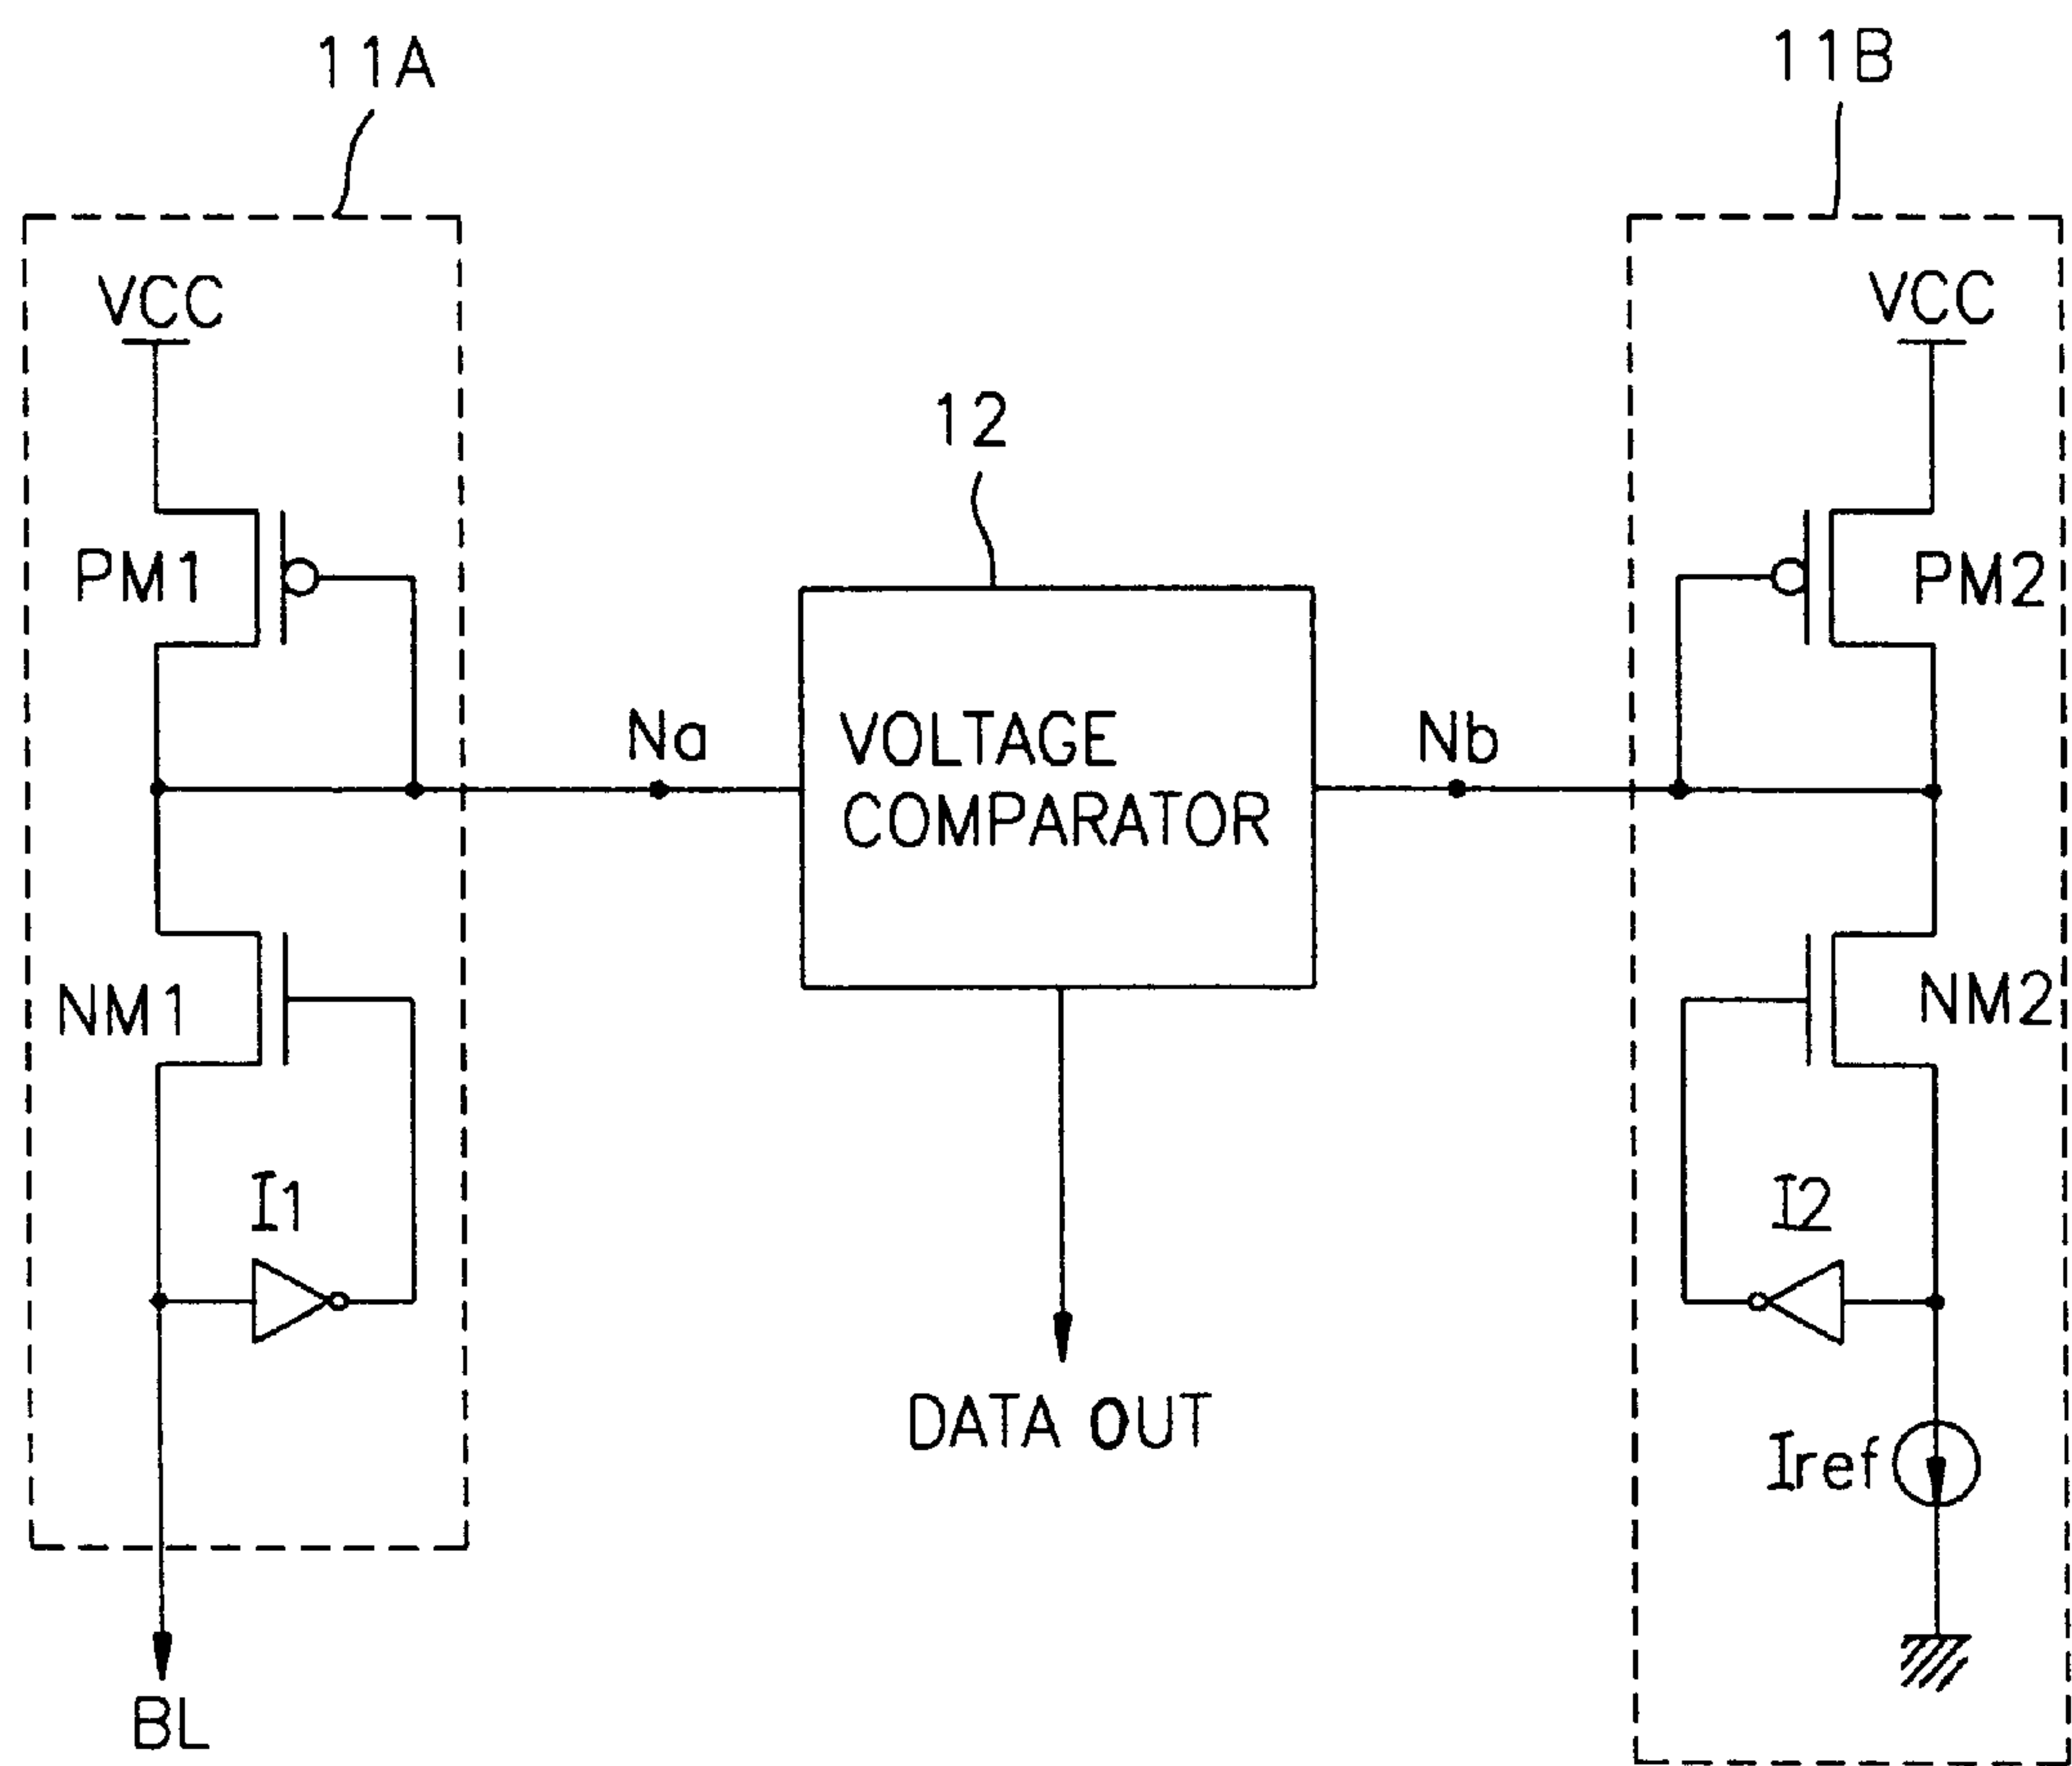 11A
11B
VCC
VCC
12
PM1
PM2
Na
VOLTAGE
COMPARATOR
Nb
NM1
NM2
I1
I2
DATA OUT
Iref
BL